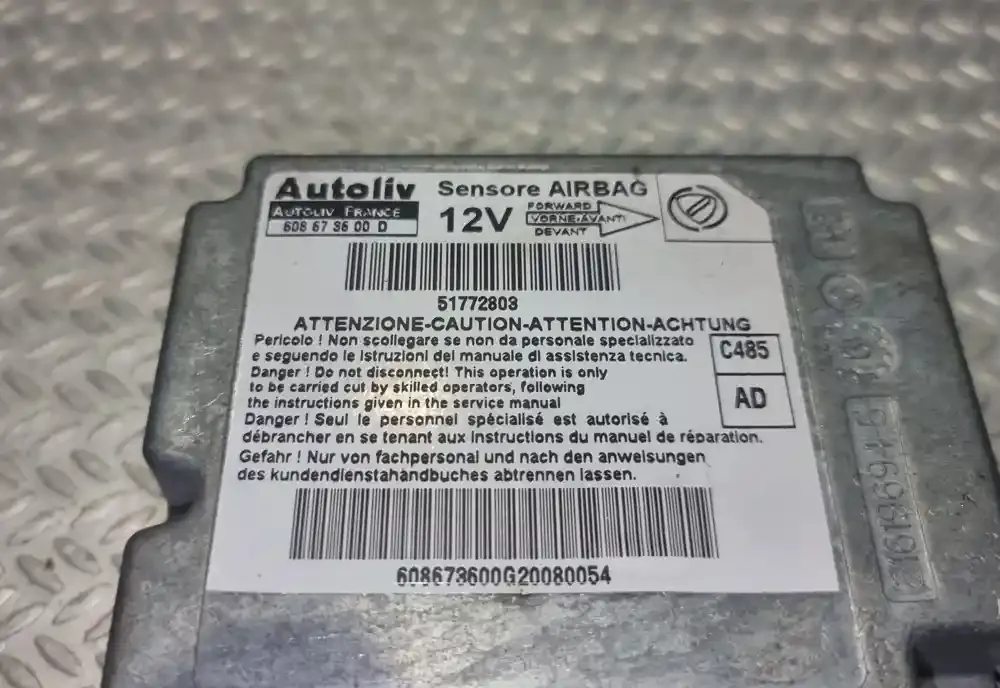 Autoliv Sensore AIRBAG
AUTOLIV FRANCE
608 67 36 00 D
12V
FORWARD
VORNE-AVANTI
DEVANT
51772803
ATTENZIONE-CAUTION-ATTENTION-ACHTUNG
Pericolo ! Non scollegare se non da personale specializzato
e seguendo le istruzioni del manuale di assistenza tecnica.
C485
Danger ! Do not disconnect! This operation is only
to be carried out by skilled operators, following
the instructions given in the service manual
AD
Danger ! Seul le personnel spécialisé est autorisé à
débrancher en se tenant aux instructions du manuel de réparation.
Gefahr ! Nur von fachpersonal und nach den anweisungen
des kundendienstahandbuches abtrennen lassen.
608673600G20080054